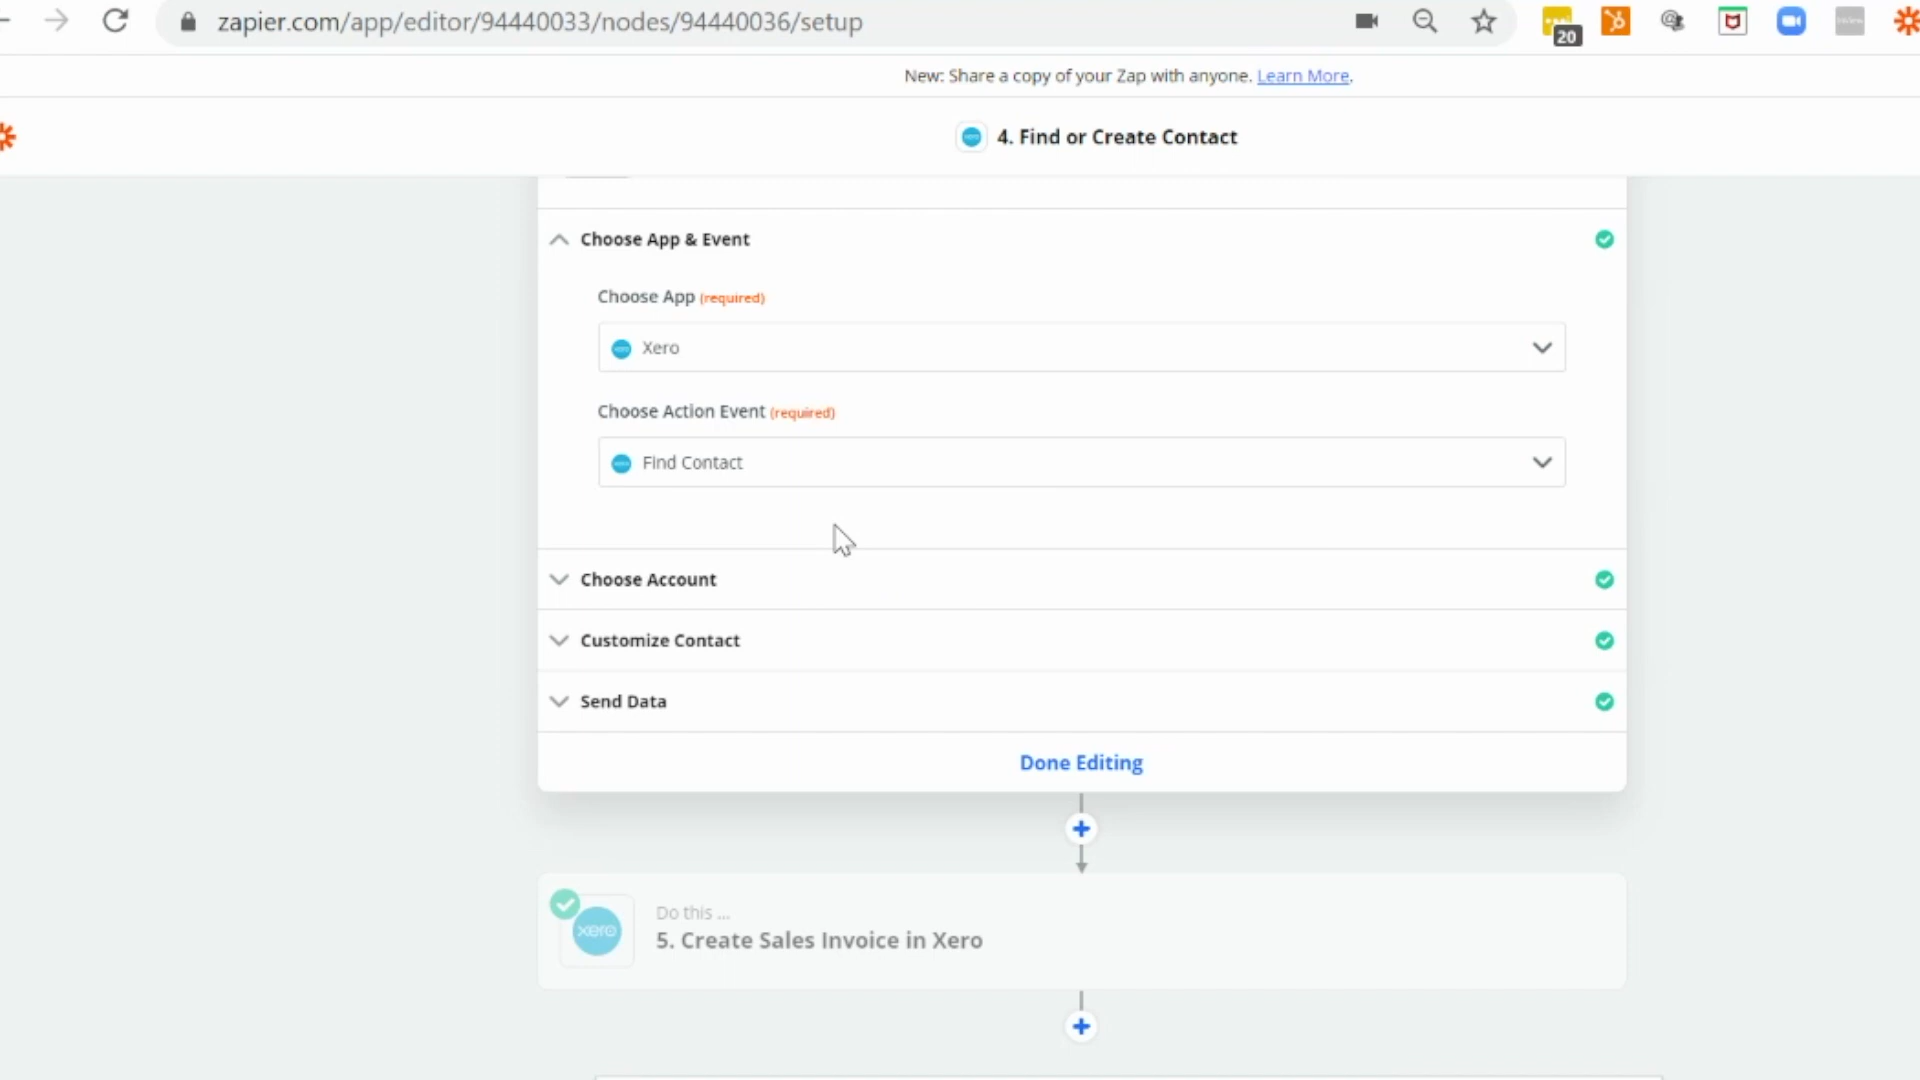 zapier.com/app/editor/94440033/nodes/94440036/setup
20
New: Share a copy of your Zap with anyone. Learn More.
4. Find or Create Contact
Choose App & Event
Choose App (required)
Xero
Choose Action Event (required)
Find Contact
Choose Account
Customize Contact
Send Data
Done Editing
xero
Do this ...
5. Create Sales Invoice in Xero